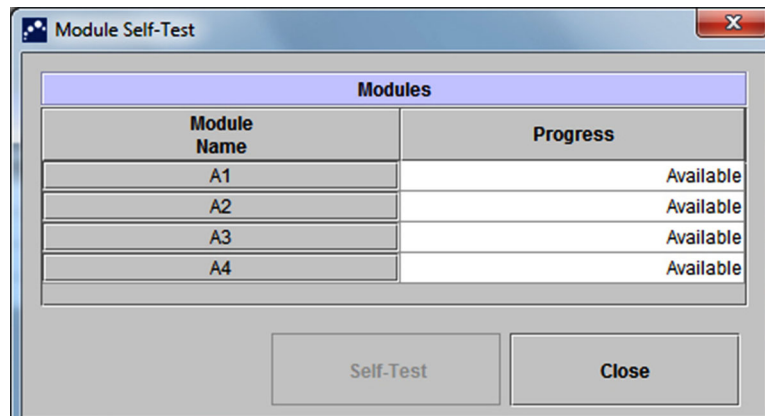 Module Self-Test
Modules
Module
Name
Progress
A1 Available
A2 Available
A3 Available
A4 Available
Self-Test Close